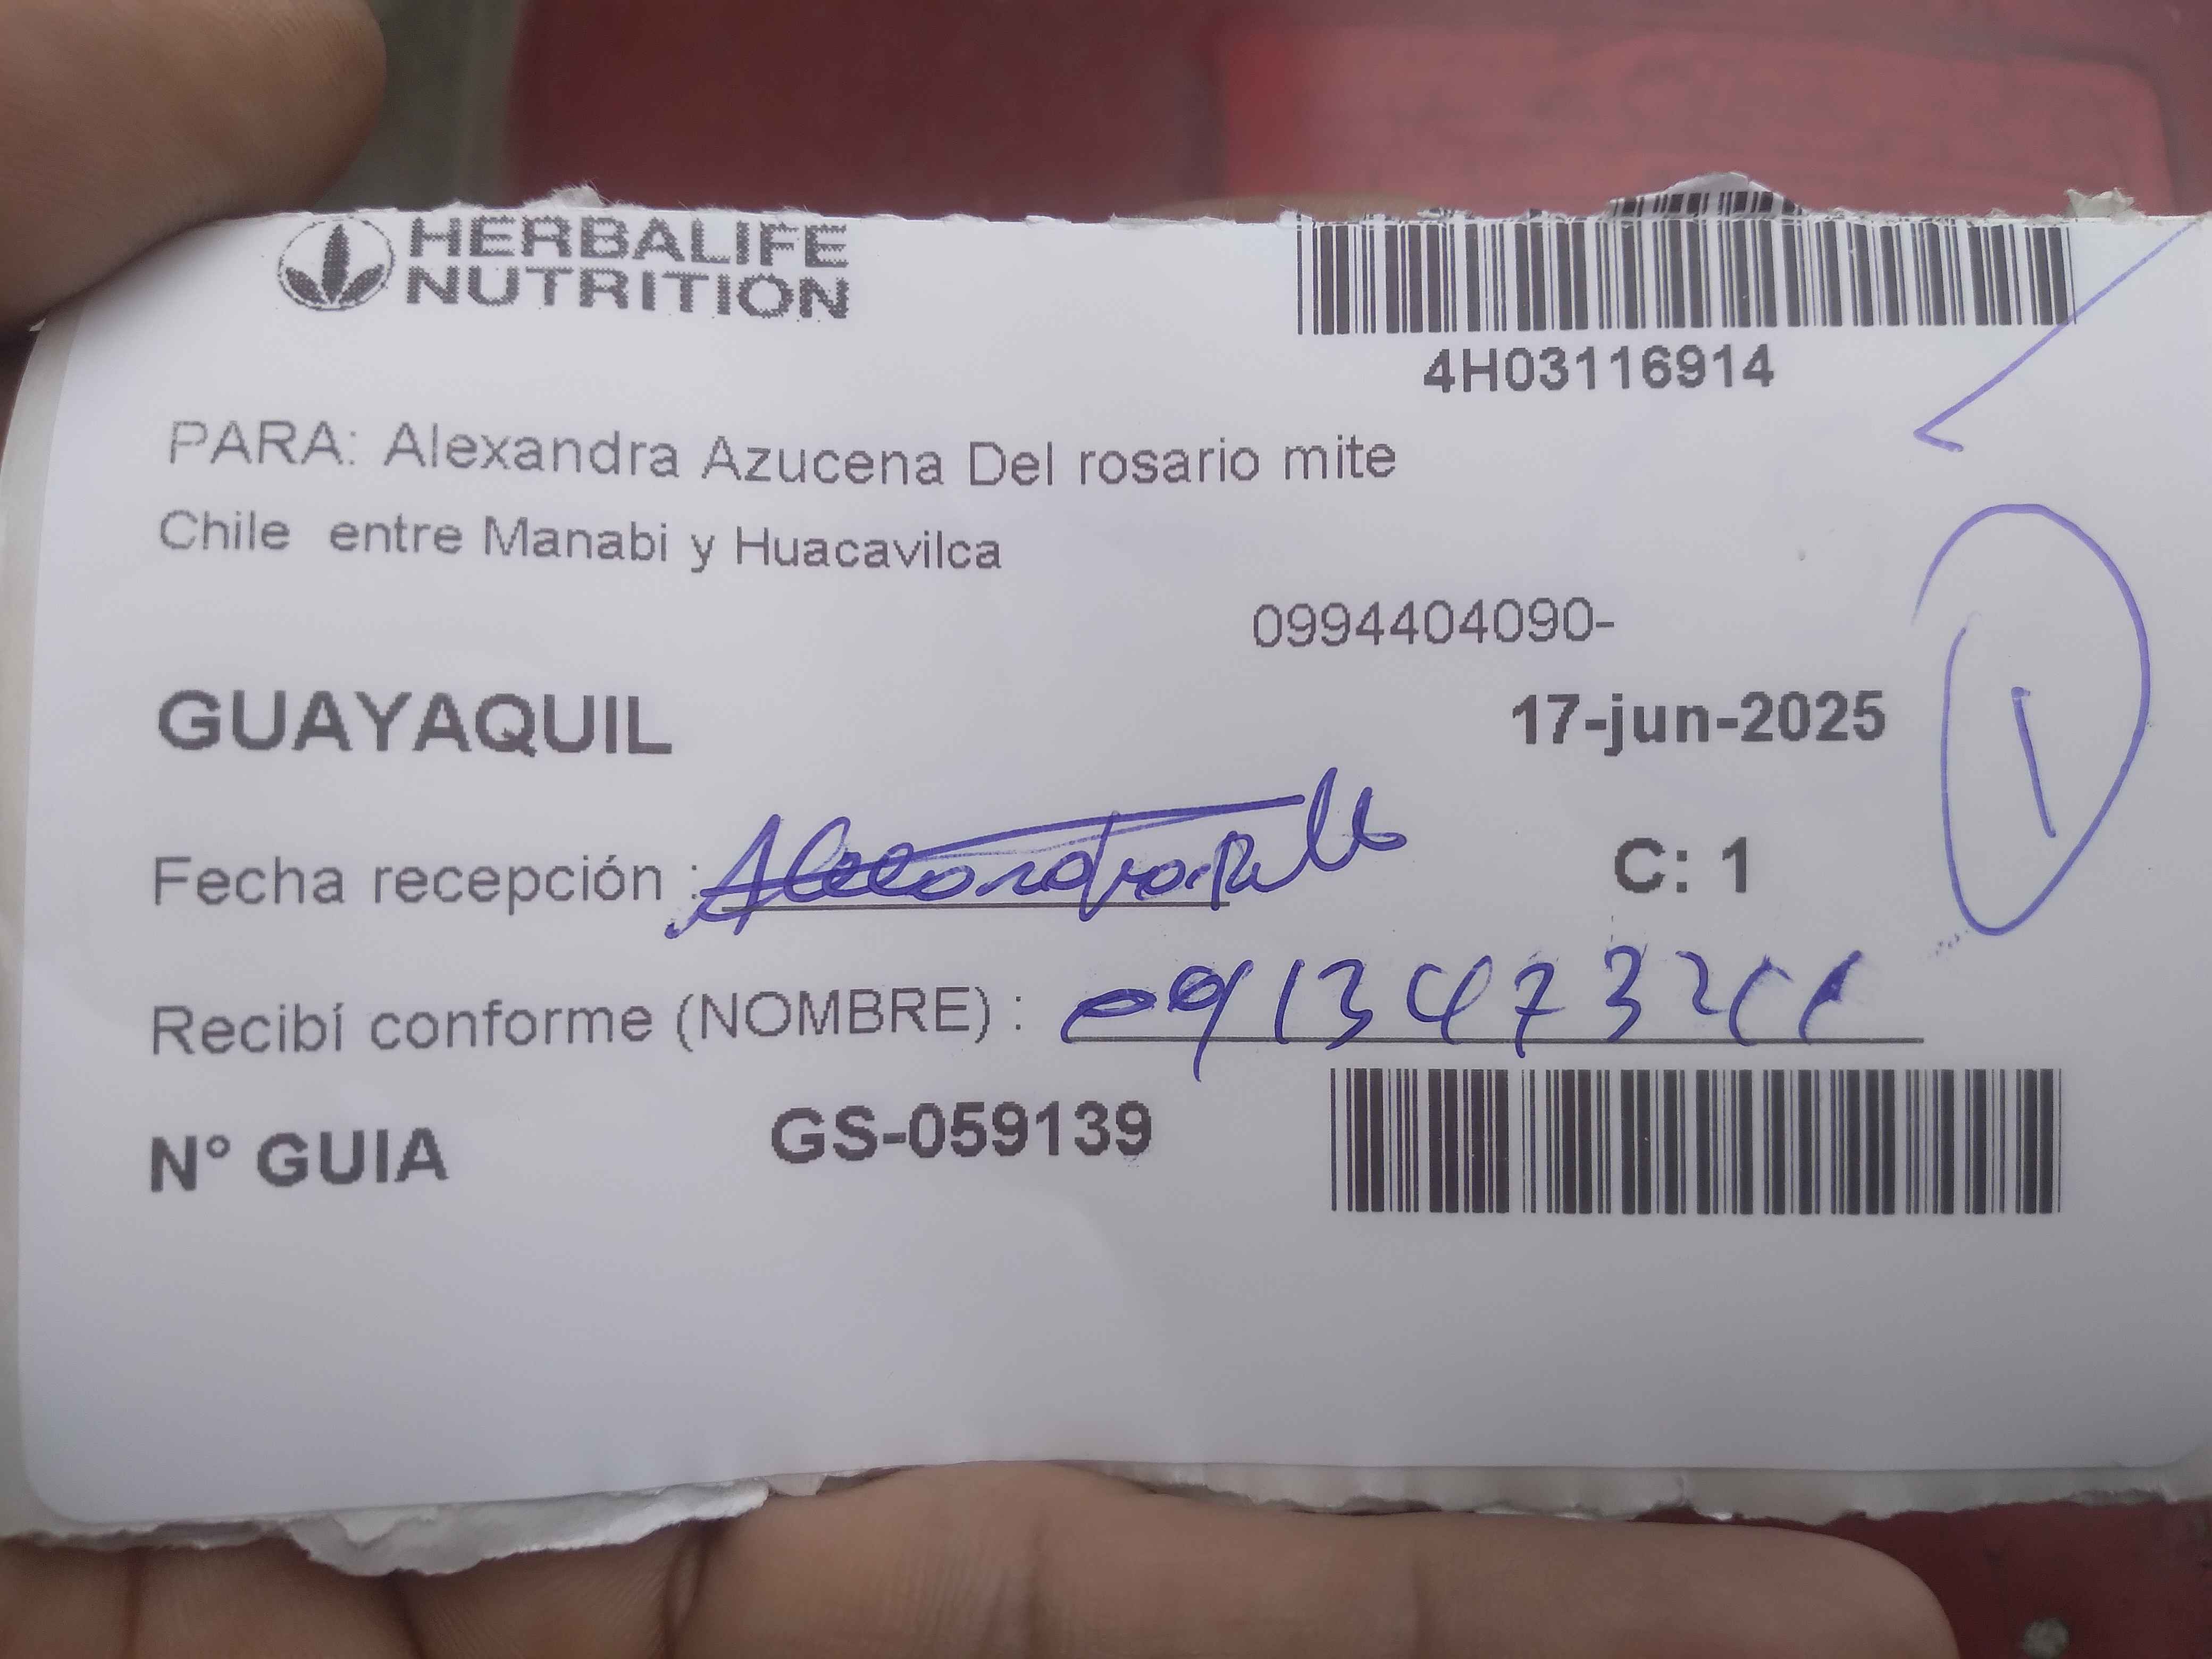 HERBALIFE
NUTRITION
4H03116914
PARA: Alexandra Azucena Del rosario mite
Chile entre Manabi y Huacavilca
0994404090-
GUAYAQUIL
17-jun-2025
1
Fecha recepción :
C: 1
Recibí conforme (NOMBRE) :
N° GUIA GS-059139